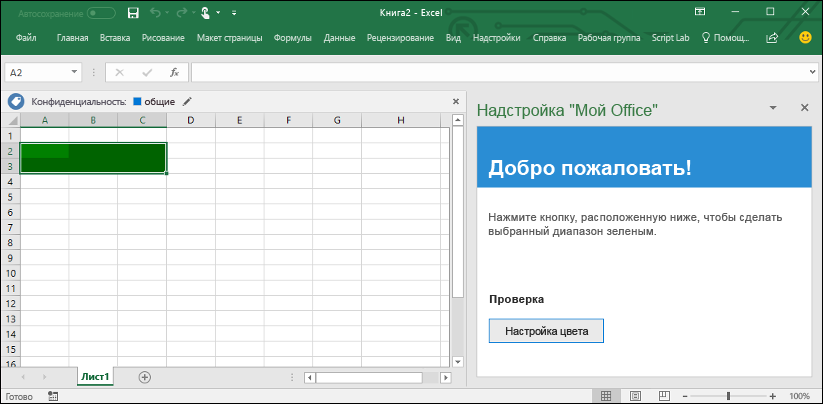 Автосохранение
Книга2 - Excel
Файл Главная Вставка Рисование Макет страницы Формулы Данные Рецензирование Вид Надстройки Справка Рабочая группа Script Lab Помощ...
A2
fx
Конфиденциальность: общие
A B C D E F G H
1
2
3
4
5
6
7
8
9
10
11
12
13
14
15
16
Лист1
Надстройка "Мой Office"
Добро пожаловать!
Нажмите кнопку, расположенную ниже, чтобы сделать
выбранный диапазон зеленым.
Проверка
Настройка цвета
Готово
100%